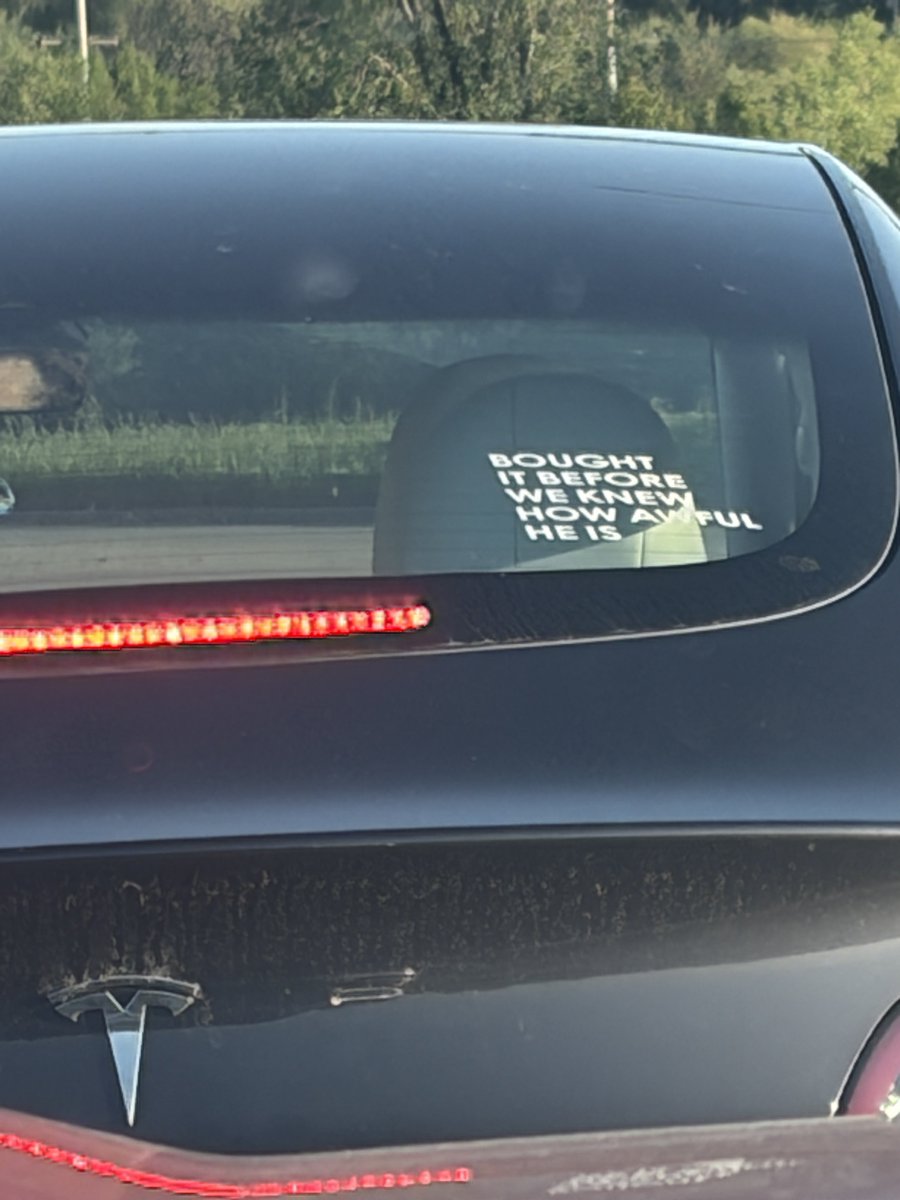 BOUGHT
IT BEFORE
WE KNEW
HOW AWFUL
HE IS